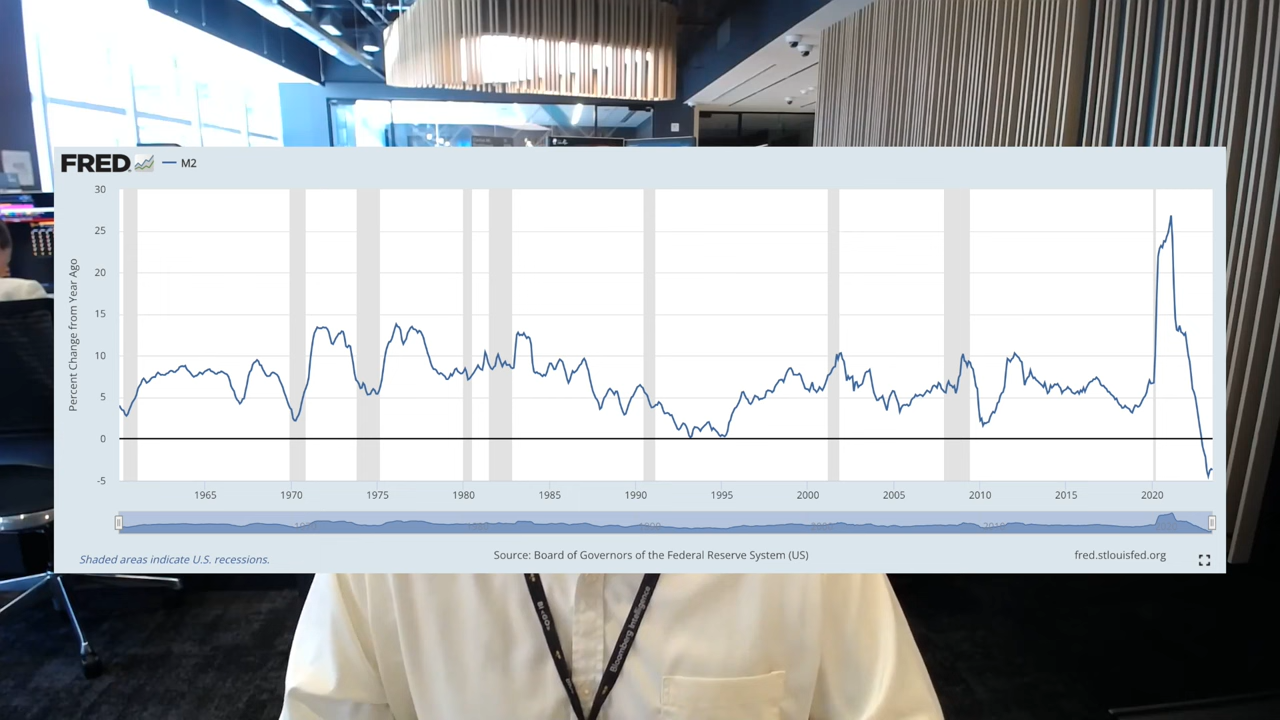 FRED M2
Percent Change from Year Ago
30
25
20
15
10
5
0
-5
1965 1970 1975 1980 1985 1990 1995 2000 2005 2010 2015 2020
Shaded areas indicate U.S. recessions.
Source: Board of Governors of the Federal Reserve System (US)
fred.stlouisfed.org
Bloomberg Intelligence